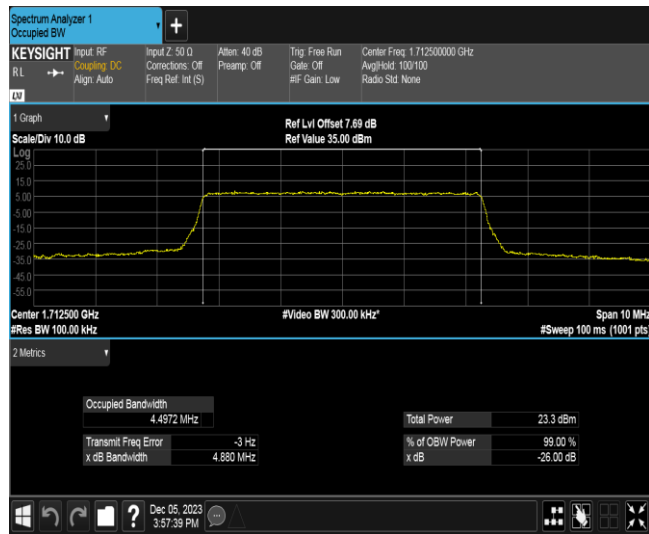 Spectrum Analyzer 1
Occupied BW
+
KEYSIGHT Input: RF Input Z: 50 Ω Atten: 40 dB Trig: Free Run Center Freq: 1.712500000 GHz
RL Coupling: DC Corrections: Off Preamp: Off Gate: Off Avg|Hold: 100/100
Align: Auto Freq Ref: Int (S) #IF Gain: Low Radio Std: None
LXI
1 Graph
Ref Lvl Offset 7.69 dB
Scale/Div 10.0 dB Ref Value 35.00 dBm
Log
25.0
15.0
5.00
-5.00
-15.0
-25.0
-35.0
-45.0
-55.0
Center 1.712500 GHz #Video BW 300.00 kHz* Span 10 MHz
#Res BW 100.00 kHz #Sweep 100 ms (1001 pts)
2 Metrics
Occupied Bandwidth
4.4972 MHz Total Power 23.3 dBm
Transmit Freq Error -3 Hz % of OBW Power 99.00 %
x dB Bandwidth 4.880 MHz x dB -26.00 dB
? Dec 05, 2023
3:57:39 PM